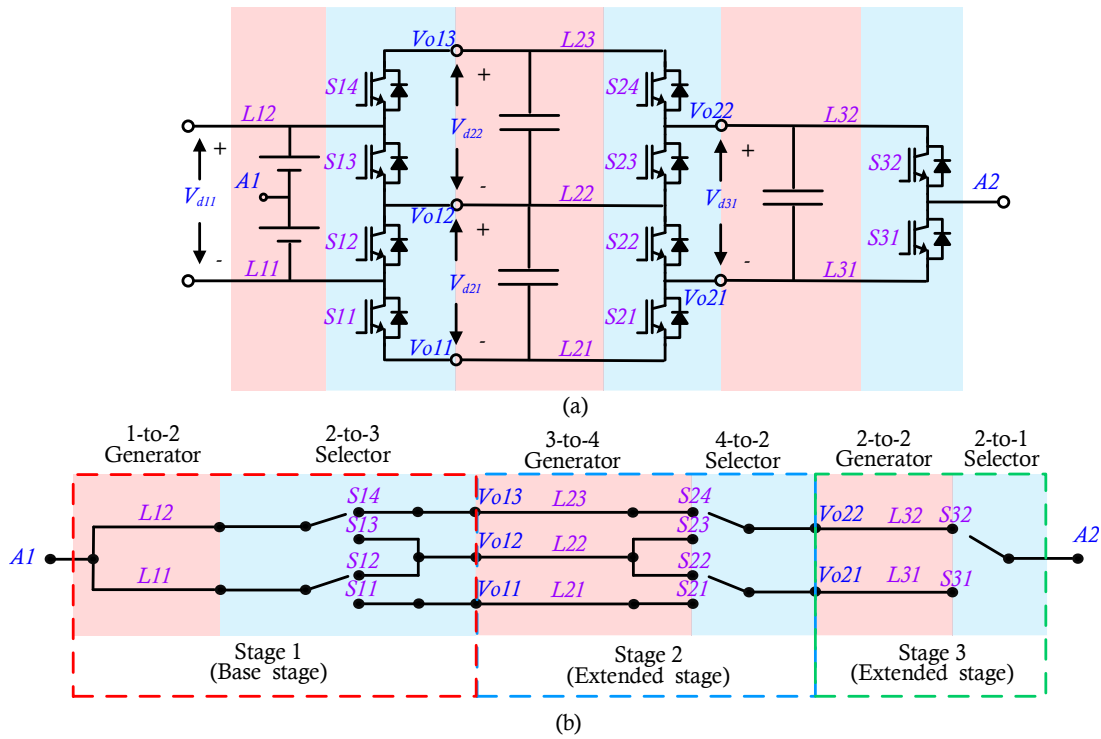 Vo13
L23
S14
S24
Vo22
L12
L32
+
+
+
Vd22
S13
S23
S32
A1
A2
Vd11
Vd31
-
L22
Vo12
+
S12
S22
S31
Vd21
-
-
L11
L31
Vo21
S11
S21
Vo11
-
L21
(a)
1-to-2
Generator
2-to-3
Selector
3-to-4
Generator
4-to-2
Selector
2-to-2
Generator
2-to-1
Selector
S14
Vo13
L23
S24
L12
S13
S23
Vo22
L32
S32
A1
Vo12
L22
A2
L11
S12
S22
Vo21
L31
S31
S11
Vo11
L21
S21
Stage 1
(Base stage)
Stage 2
(Extended stage)
Stage 3
(Extended stage)
(b)